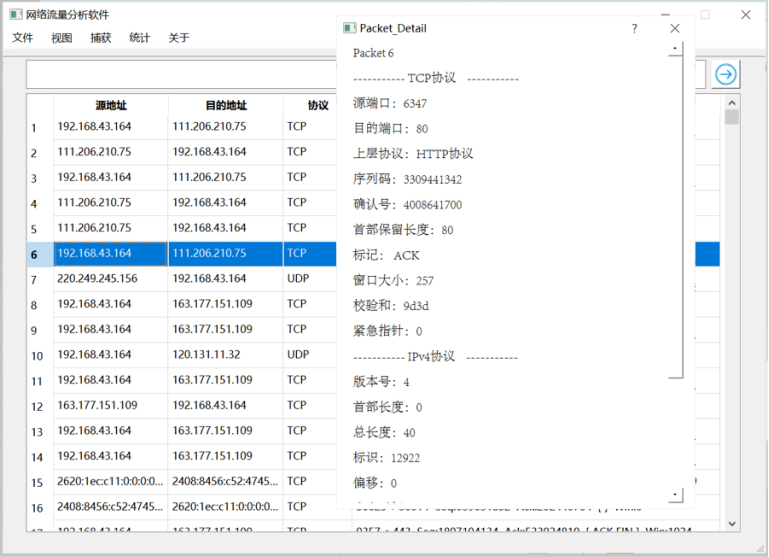 网络流量分析软件
文件 视图 捕获 统计 关于
源地址 目的地址 协议
1 192.168.43.164 111.206.210.75 TCP
2 111.206.210.75 192.168.43.164 TCP
3 192.168.43.164 111.206.210.75 TCP
4 111.206.210.75 192.168.43.164 TCP
5 111.206.210.75 192.168.43.164 TCP
6 192.168.43.164 111.206.210.75 TCP
7 220.249.245.156 192.168.43.164 UDP
8 192.168.43.164 163.177.151.109 TCP
9 192.168.43.164 163.177.151.109 TCP
10 192.168.43.164 120.131.11.32 UDP
11 192.168.43.164 163.177.151.109 TCP
12 163.177.151.109 192.168.43.164 TCP
13 192.168.43.164 163.177.151.109 TCP
14 192.168.43.164 163.177.151.109 TCP
15 2620:1ec:c11:0:0:0:0... 2408:8456:c52:4745... TCP
16 2408:8456:c52:4745... 2620:1ec:c11:0:0:0:0... TCP
17 192.168.43.164 163.177.151.109 TCP
Packet_Detail ?
Packet 6
----------- TCP协议 -----------
源端口：6347
目的端口：80
上层协议：HTTP协议
序列码：3309441342
确认号：4008641700
首部保留长度：80
标记： ACK
窗口大小：257
校验和：9d3d
紧急指针：0
----------- IPv4协议 -----------
版本号：4
首部长度：0
总长度：40
标识：12922
偏移：0